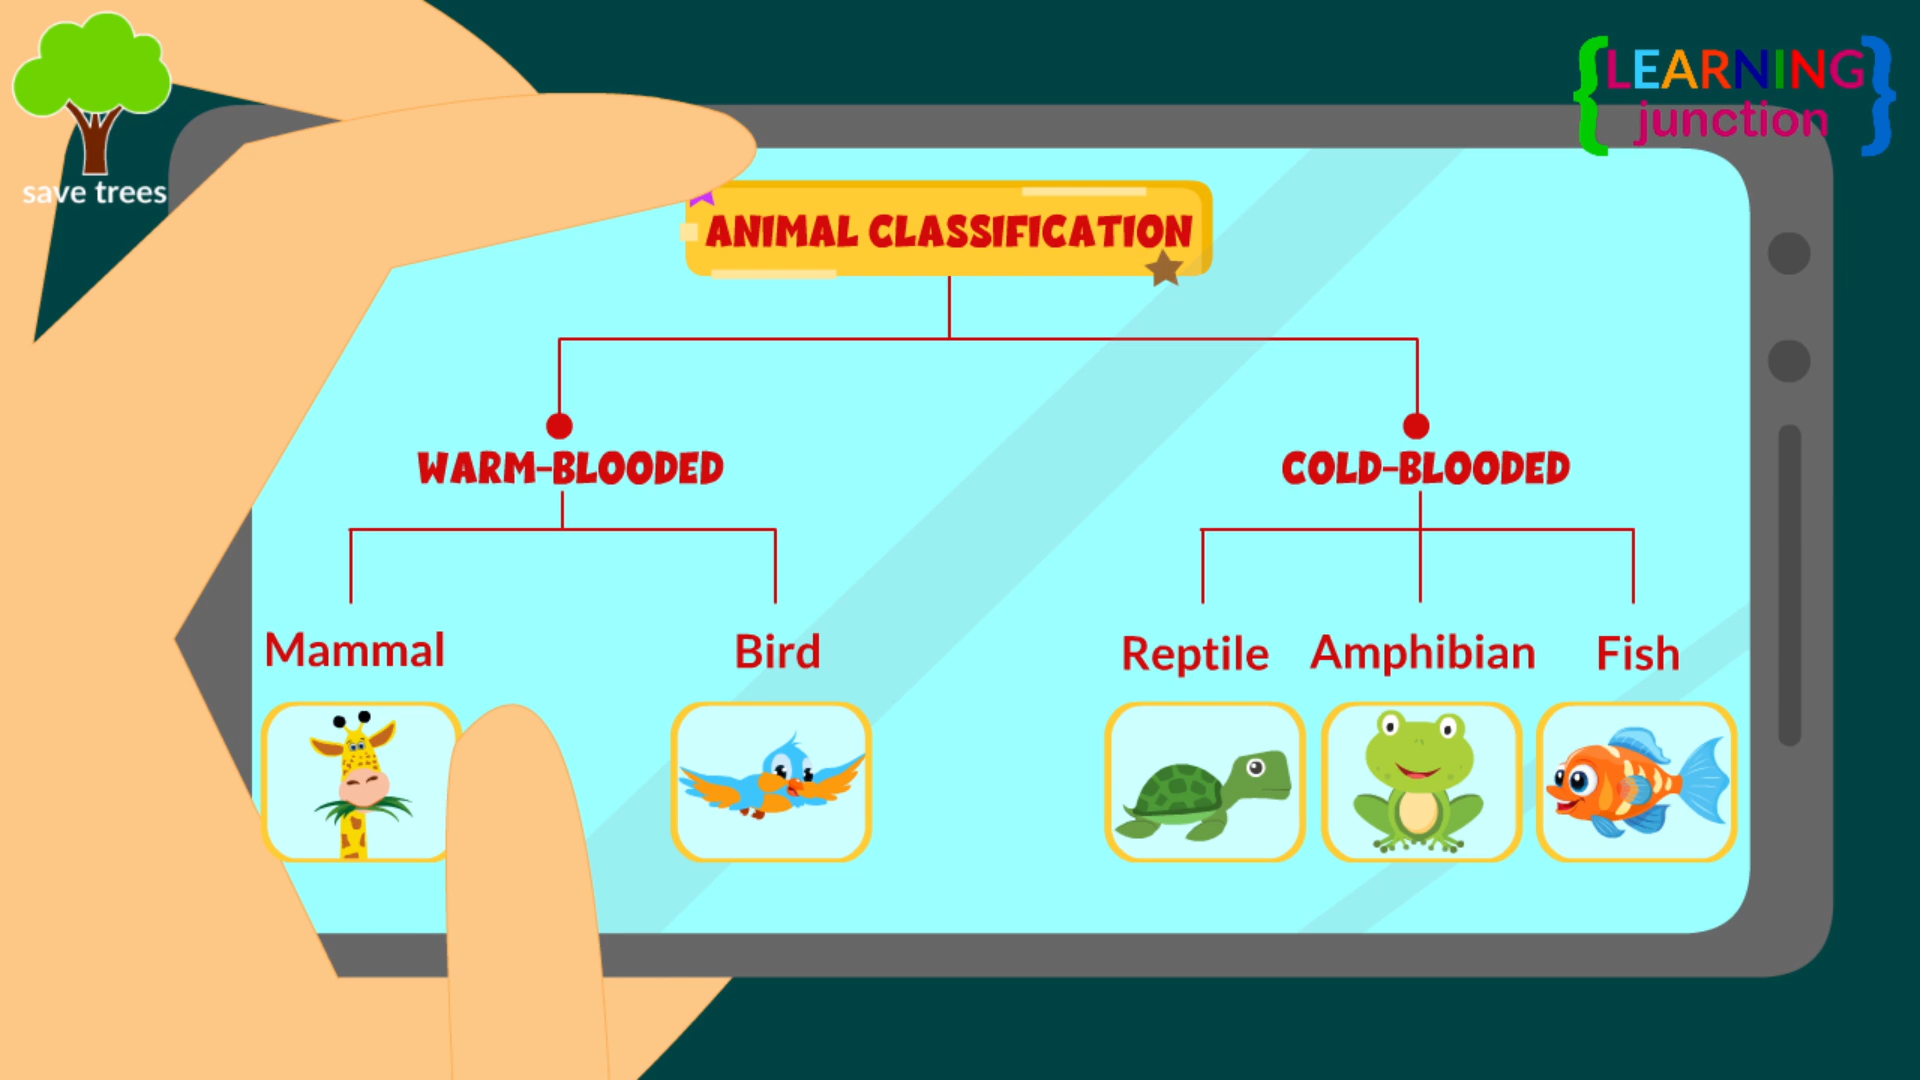 save trees
{LEARNING}
junction
ANIMAL CLASSIFICATION
WARM-BLOODED
COLD-BLOODED
Mammal
Bird
Reptile
Amphibian
Fish